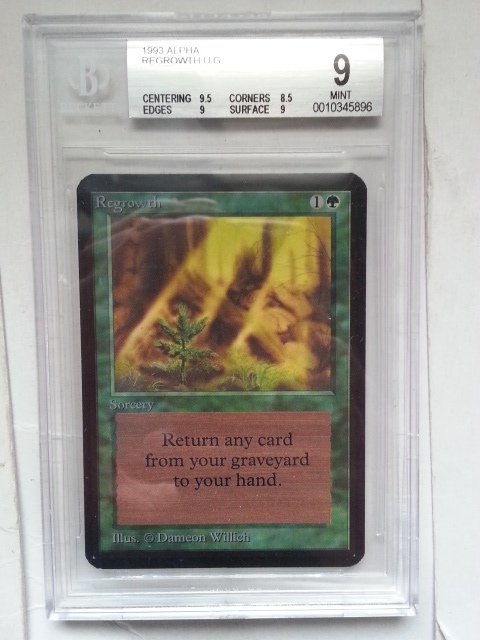 1993 ALPHA
REGROWTH U G
9
MINT
CENTERING 9.5 CORNERS 8.5
EDGES 9 SURFACE 9
0010345896
B
Regrowth
1
Sorcery
Return any card
from your graveyard
to your hand.
Illus. © Dameon Willich